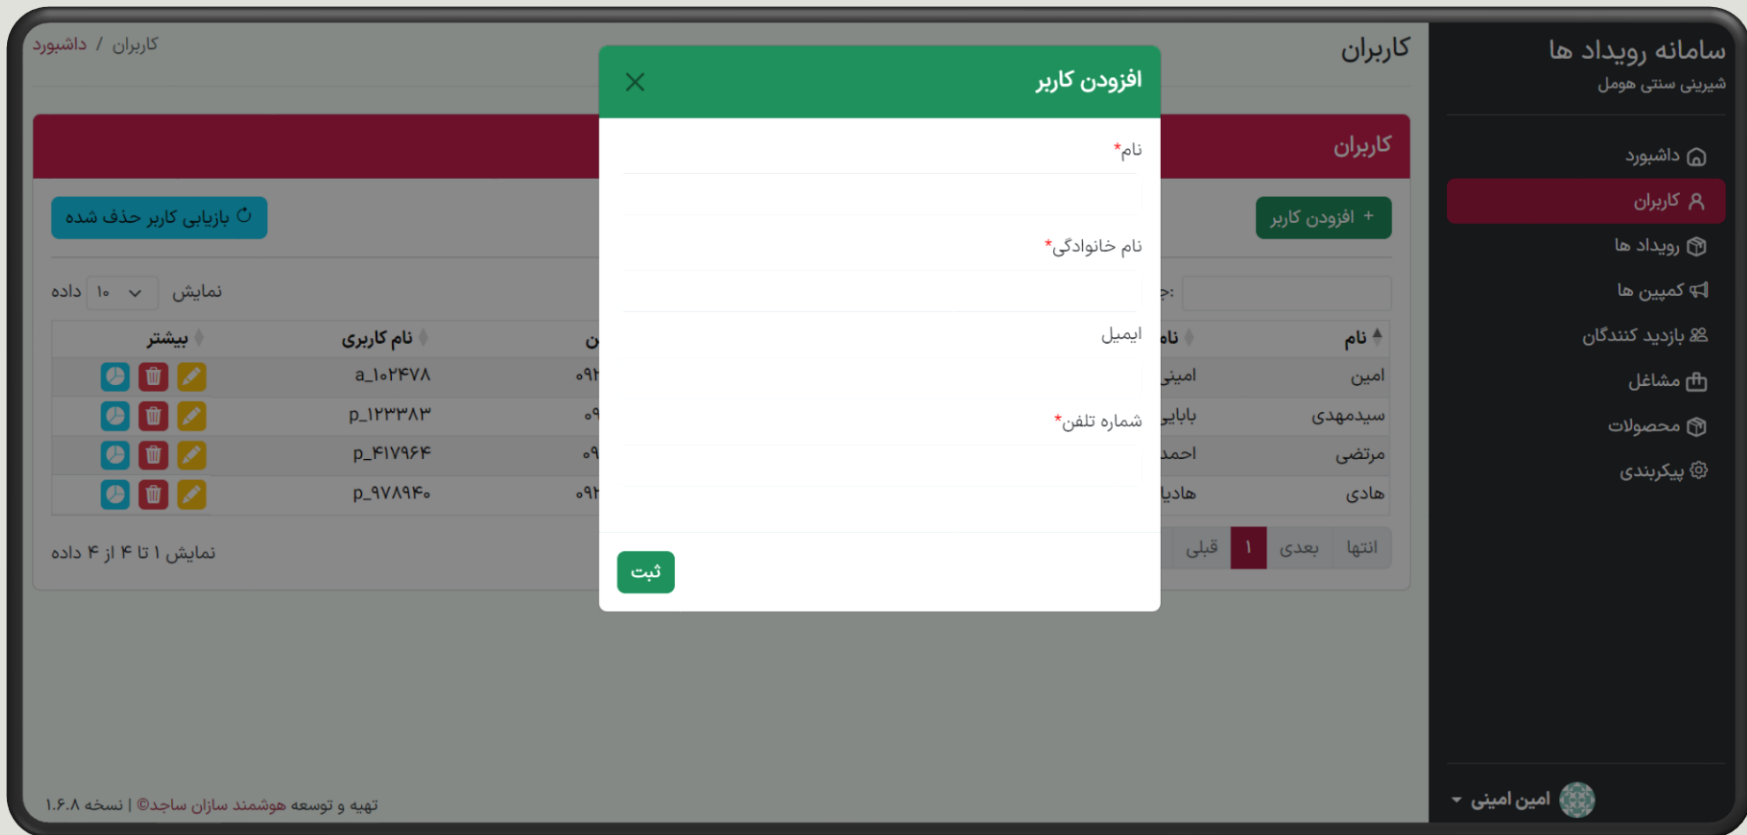 سامانه رویداد ها
شیرینی سنتی هومل
داشبورد
کاربران
رویداد ها
کمپین ها
بازدید کنندگان
مشاغل
محصولات
پیکربندی
امین امینی
کاربران
کاربران / داشبورد
کاربران
+ افزودن کاربر
بازیابی کاربر حذف شده
نمایش ۱۰ داده
نام نام کاربری بیشتر
امین امینی a_۱۰۲۴۷۸
سیدمهدی بابایی p_۱۲۳۳۸۳
مرتضی احمد p_۴۱۷۹۶۴
هادی هادیا p_۹۷۸۹۴۰
انتها بعدی ۱ قبلی
نمایش ۱ تا ۴ از ۴ داده
افزودن کاربر
نام*
نام خانوادگی*
ایمیل
شماره تلفن*
ثبت
تهیه و توسعه هوشمند سازان ساجد© | نسخه ۱.۶.۸